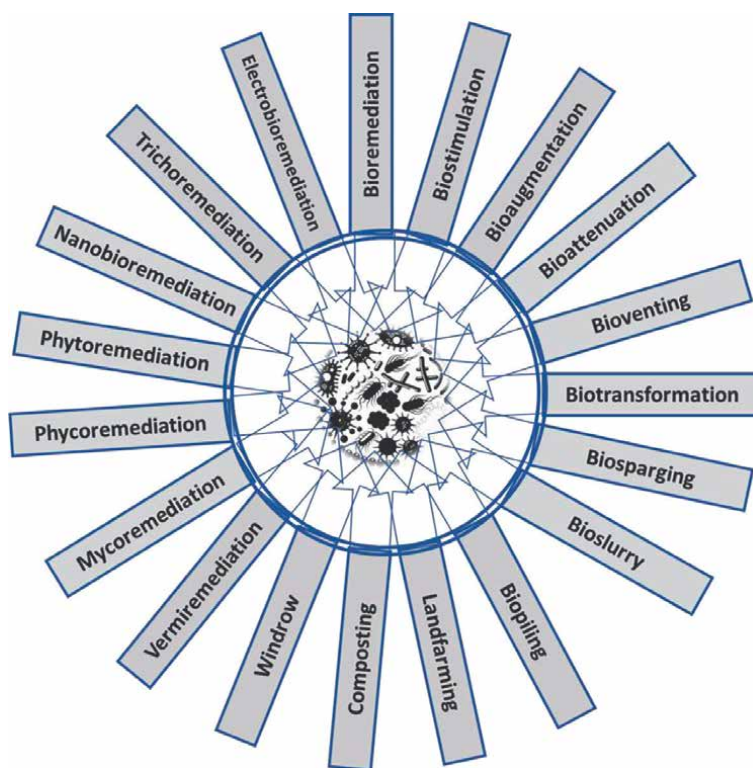 Bioremediation
Biostimulation
Bioaugmentation
Bioattenuation
Bioventing
Biotransformation
Biosparging
Bioslurry
Biopiling
Landfarming
Composting
Windrow
Vermiremediation
Mycoremediation
Phycoremediation
Phytoremediation
Nanobioremediation
Trichoremediation
Electrobioremediation